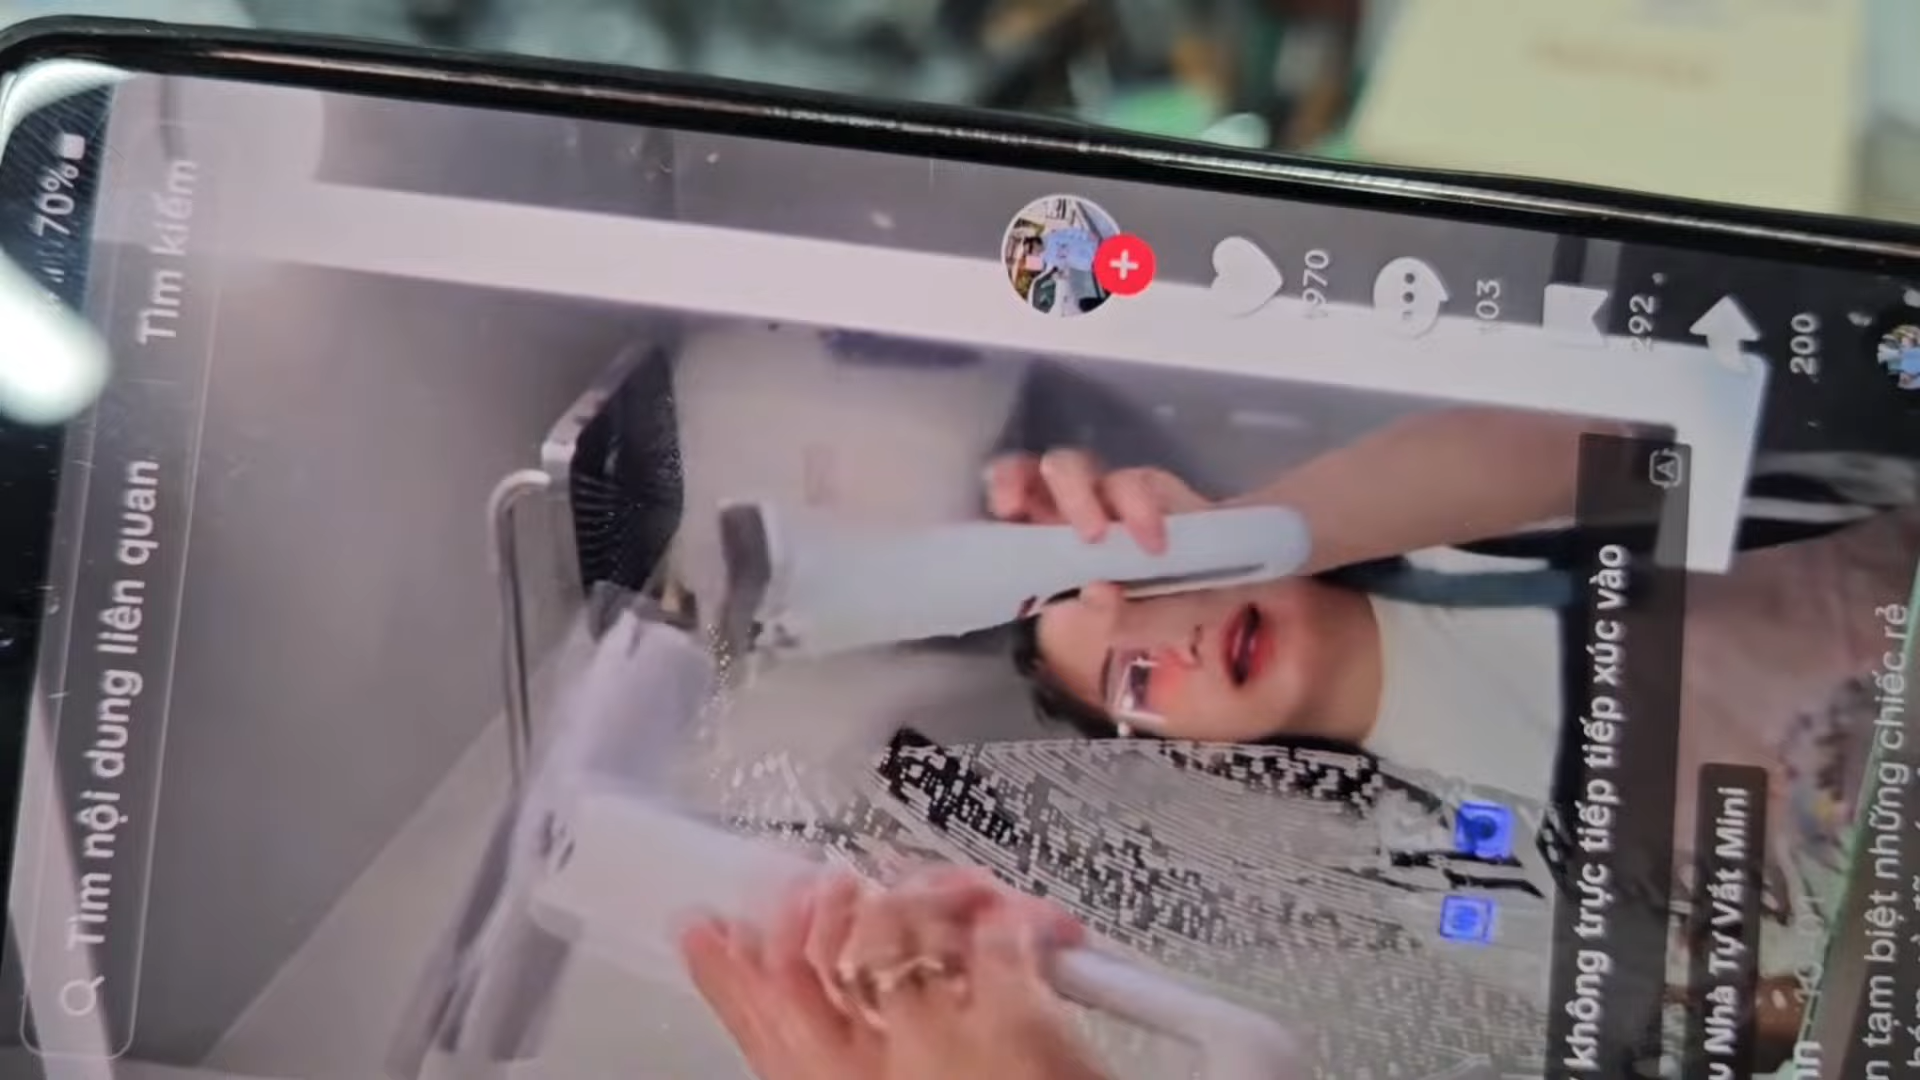 70%
Tìm nội dung liên quan
Tìm kiếm
970
103
292
200
không trực tiếp tiếp xúc vào
Nhà Tự Vắt Mini
tạm biệt những chiếc rẻ